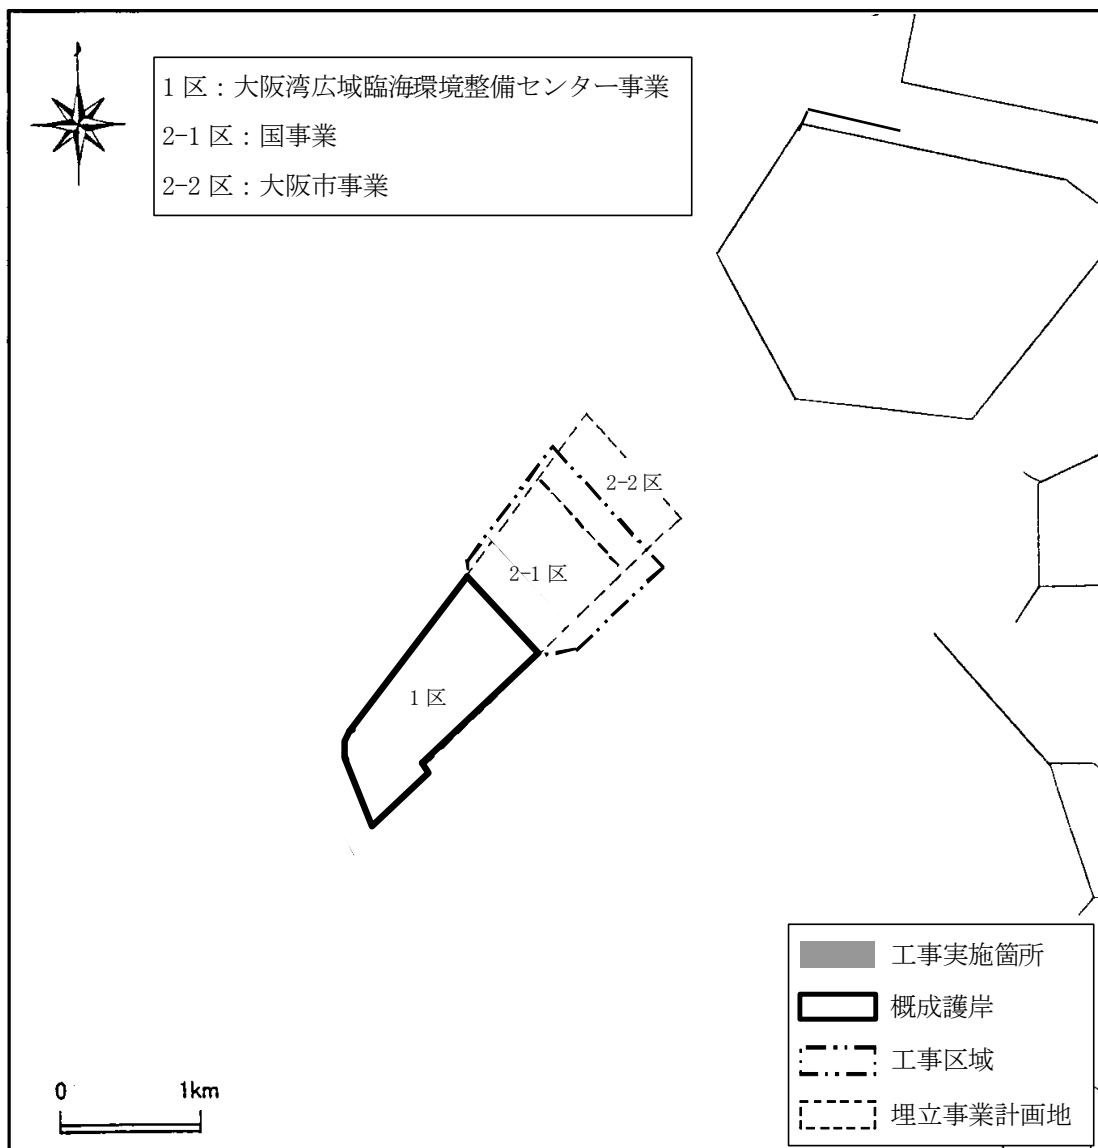 1区：大阪湾広域臨海環境整備センター事業
2-1区：国事業
2-2区：大阪市事業
2-2区
2-1区
1区
工事実施箇所
概成護岸
工事区域
埋立事業計画地
0 1km